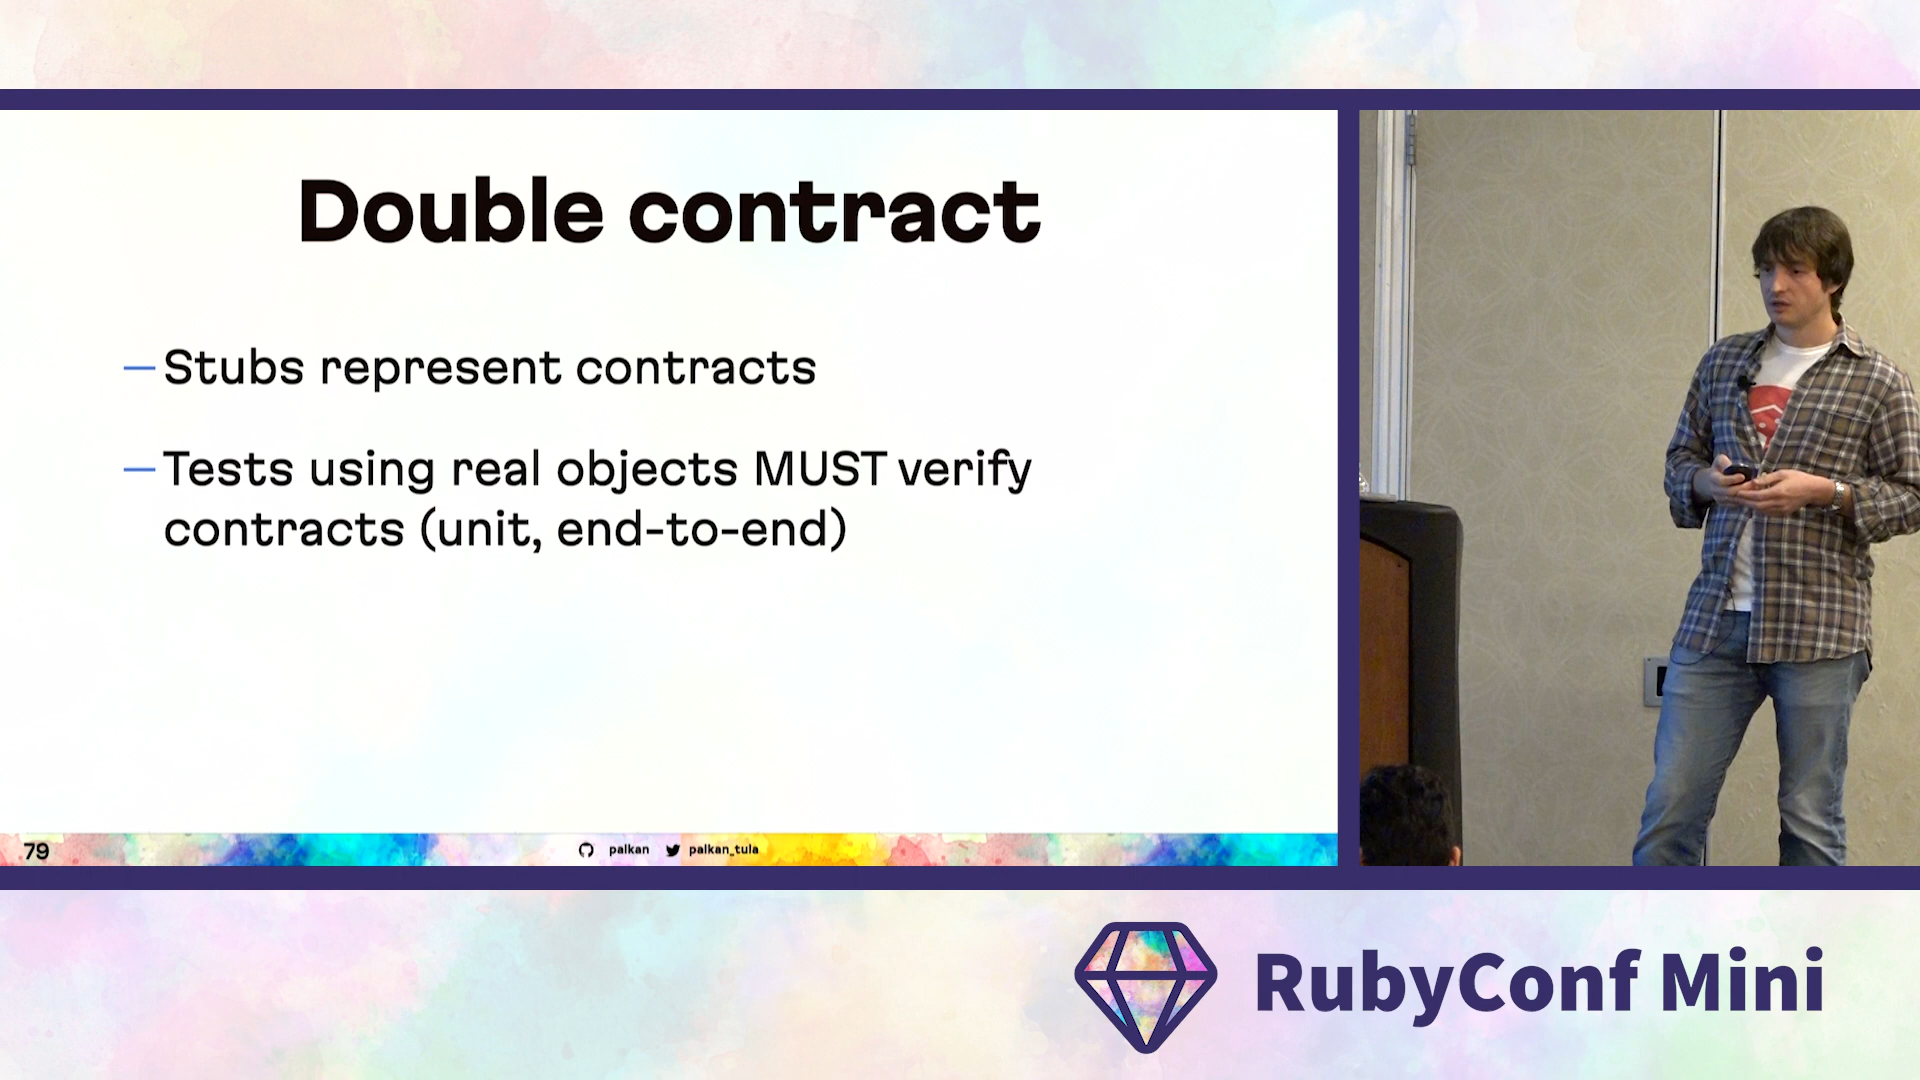 Double contract
— Stubs represent contracts
— Tests using real objects MUST verify
contracts (unit, end-to-end)
79
palkan
palkan_tula
RubyConf Mini